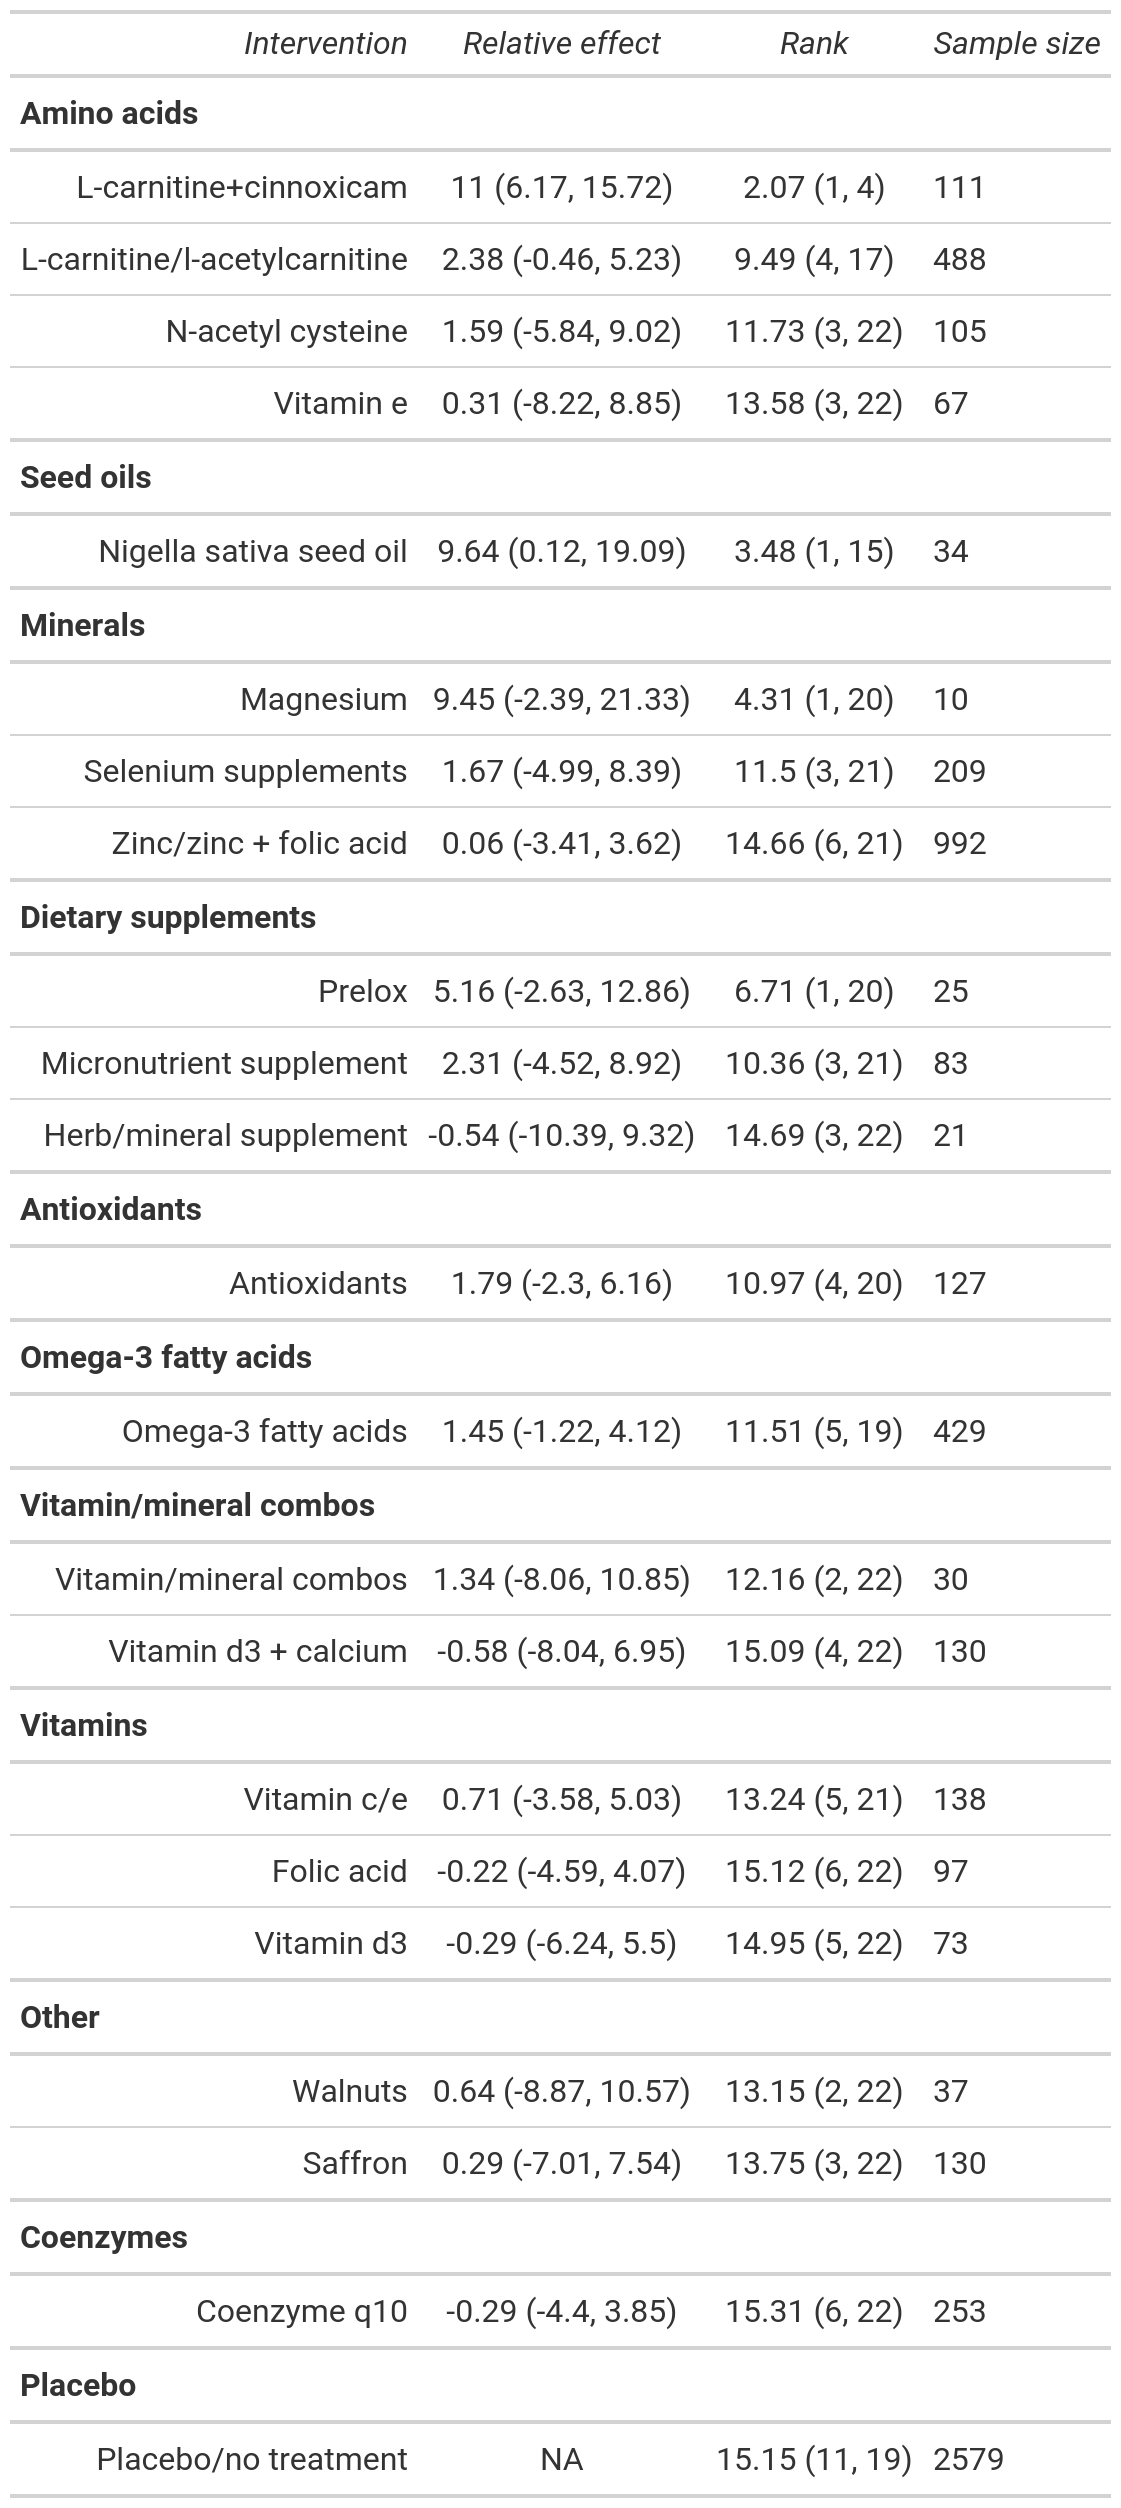 Intervention Relative effect Rank Sample size
Amino acids
L-carnitine+cinnoxicam 11 (6.17, 15.72) 2.07 (1, 4) 111
L-carnitine/l-acetylcarnitine 2.38 (-0.46, 5.23) 9.49 (4, 17) 488
N-acetyl cysteine 1.59 (-5.84, 9.02) 11.73 (3, 22) 105
Vitamin e 0.31 (-8.22, 8.85) 13.58 (3, 22) 67
Seed oils
Nigella sativa seed oil 9.64 (0.12, 19.09) 3.48 (1, 15) 34
Minerals
Magnesium 9.45 (-2.39, 21.33) 4.31 (1, 20) 10
Selenium supplements 1.67 (-4.99, 8.39) 11.5 (3, 21) 209
Zinc/zinc + folic acid 0.06 (-3.41, 3.62) 14.66 (6, 21) 992
Dietary supplements
Prelox 5.16 (-2.63, 12.86) 6.71 (1, 20) 25
Micronutrient supplement 2.31 (-4.52, 8.92) 10.36 (3, 21) 83
Herb/mineral supplement -0.54 (-10.39, 9.32) 14.69 (3, 22) 21
Antioxidants
Antioxidants 1.79 (-2.3, 6.16) 10.97 (4, 20) 127
Omega-3 fatty acids
Omega-3 fatty acids 1.45 (-1.22, 4.12) 11.51 (5, 19) 429
Vitamin/mineral combos
Vitamin/mineral combos 1.34 (-8.06, 10.85) 12.16 (2, 22) 30
Vitamin d3 + calcium -0.58 (-8.04, 6.95) 15.09 (4, 22) 130
Vitamins
Vitamin c/e 0.71 (-3.58, 5.03) 13.24 (5, 21) 138
Folic acid -0.22 (-4.59, 4.07) 15.12 (6, 22) 97
Vitamin d3 -0.29 (-6.24, 5.5) 14.95 (5, 22) 73
Other
Walnuts 0.64 (-8.87, 10.57) 13.15 (2, 22) 37
Saffron 0.29 (-7.01, 7.54) 13.75 (3, 22) 130
Coenzymes
Coenzyme q10 -0.29 (-4.4, 3.85) 15.31 (6, 22) 253
Placebo
Placebo/no treatment NA 15.15 (11, 19) 2579